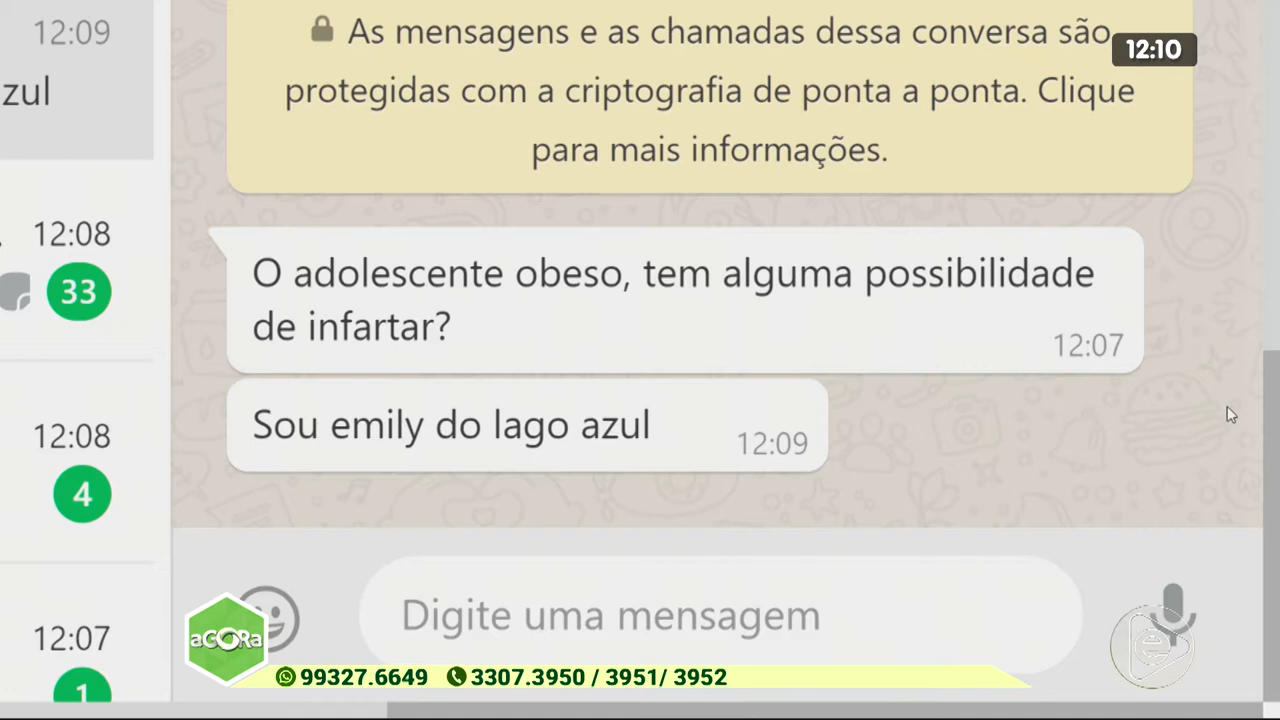 12:09
zul
12:08
33
12:08
4
12:07
1
As mensagens e as chamadas dessa conversa são
protegidas com a criptografia de ponta a ponta. Clique
para mais informações.
12:10
O adolescente obeso, tem alguma possibilidade
de infartar?
12:07
Sou emily do lago azul
12:09
Digite uma mensagem
aGORa
99327.6649 3307.3950 / 3951/ 3952
e